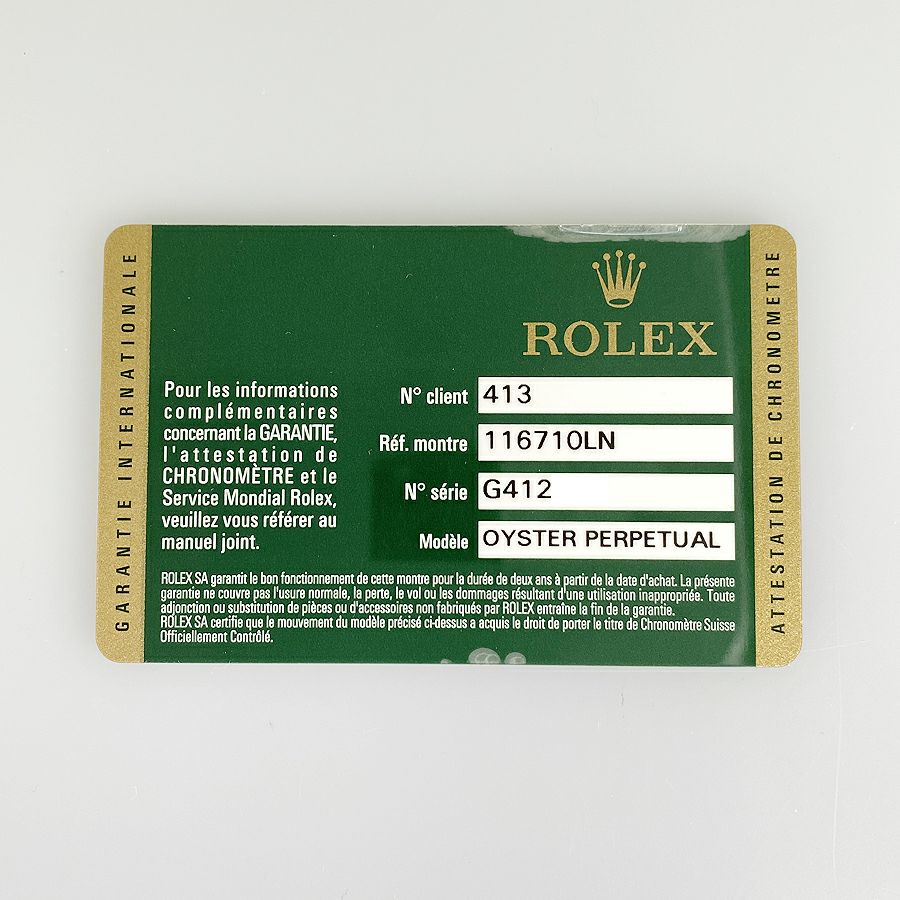 GARANTIE INTERNATIONALE
ROLEX
Pour les informations
complémentaires
concernant la GARANTIE,
l'attestation de
CHRONOMÈTRE et le
Service Mondial Rolex,
veuillez vous référer au
manuel joint.
N° client 413
Réf. montre 116710LN
N° série G412
Modèle OYSTER PERPETUAL
ROLEX SA garantit le bon fonctionnement de cette montre pour la durée de deux ans à partir de la date d'achat. La présente
garantie ne couvre pas l'usure normale, la perte, le vol ou les dommages résultant d'une utilisation inappropriée. Toute
adjonction ou substitution de pièces ou d'accessoires non fabriqués par ROLEX entraîne la fin de la garantie.
ROLEX SA certifie que le mouvement du modèle précisé ci-dessus a acquis le droit de porter le titre de Chronomètre Suisse
Officiellement Contrôlé.
ATTESTATION DE CHRONOMETRE